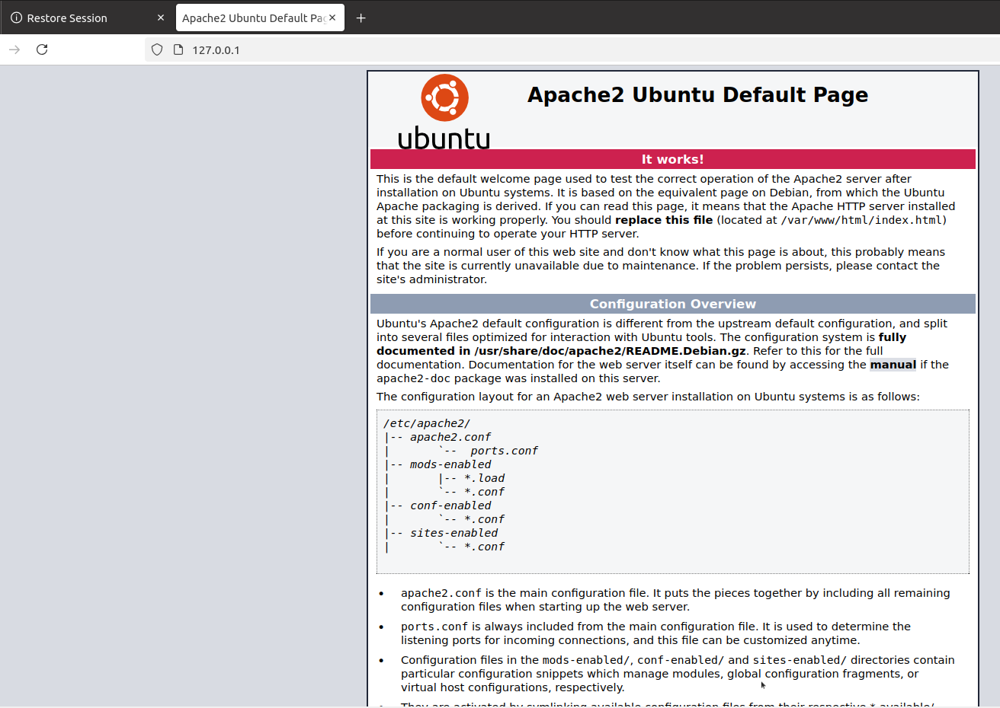 Restore Session
Apache2 Ubuntu Default Pag
127.0.0.1
ubuntu
Apache2 Ubuntu Default Page
It works!
This is the default welcome page used to test the correct operation of the Apache2 server after
installation on Ubuntu systems. It is based on the equivalent page on Debian, from which the Ubuntu
Apache packaging is derived. If you can read this page, it means that the Apache HTTP server installed
at this site is working properly. You should replace this file (located at /var/www/html/index.html)
before continuing to operate your HTTP server.
If you are a normal user of this web site and don't know what this page is about, this probably means
that the site is currently unavailable due to maintenance. If the problem persists, please contact the
site's administrator.
Configuration Overview
Ubuntu's Apache2 default configuration is different from the upstream default configuration, and split
into several files optimized for interaction with Ubuntu tools. The configuration system is fully
documented in /usr/share/doc/apache2/README.Debian.gz. Refer to this for the full
documentation. Documentation for the web server itself can be found by accessing the manual if the
apache2-doc package was installed on this server.
The configuration layout for an Apache2 web server installation on Ubuntu systems is as follows:
/etc/apache2/
|-- apache2.conf
|       `--  ports.conf
|-- mods-enabled
|       |-- *.load
|       `-- *.conf
|-- conf-enabled
|       `-- *.conf
|-- sites-enabled
|       `-- *.conf
• apache2.conf is the main configuration file. It puts the pieces together by including all remaining
configuration files when starting up the web server.
• ports.conf is always included from the main configuration file. It is used to determine the
listening ports for incoming connections, and this file can be customized anytime.
• Configuration files in the mods-enabled/, conf-enabled/ and sites-enabled/ directories contain
particular configuration snippets which manage modules, global configuration fragments, or
virtual host configurations, respectively.
• They are activated by symlinking available configuration files from their respective *-available/